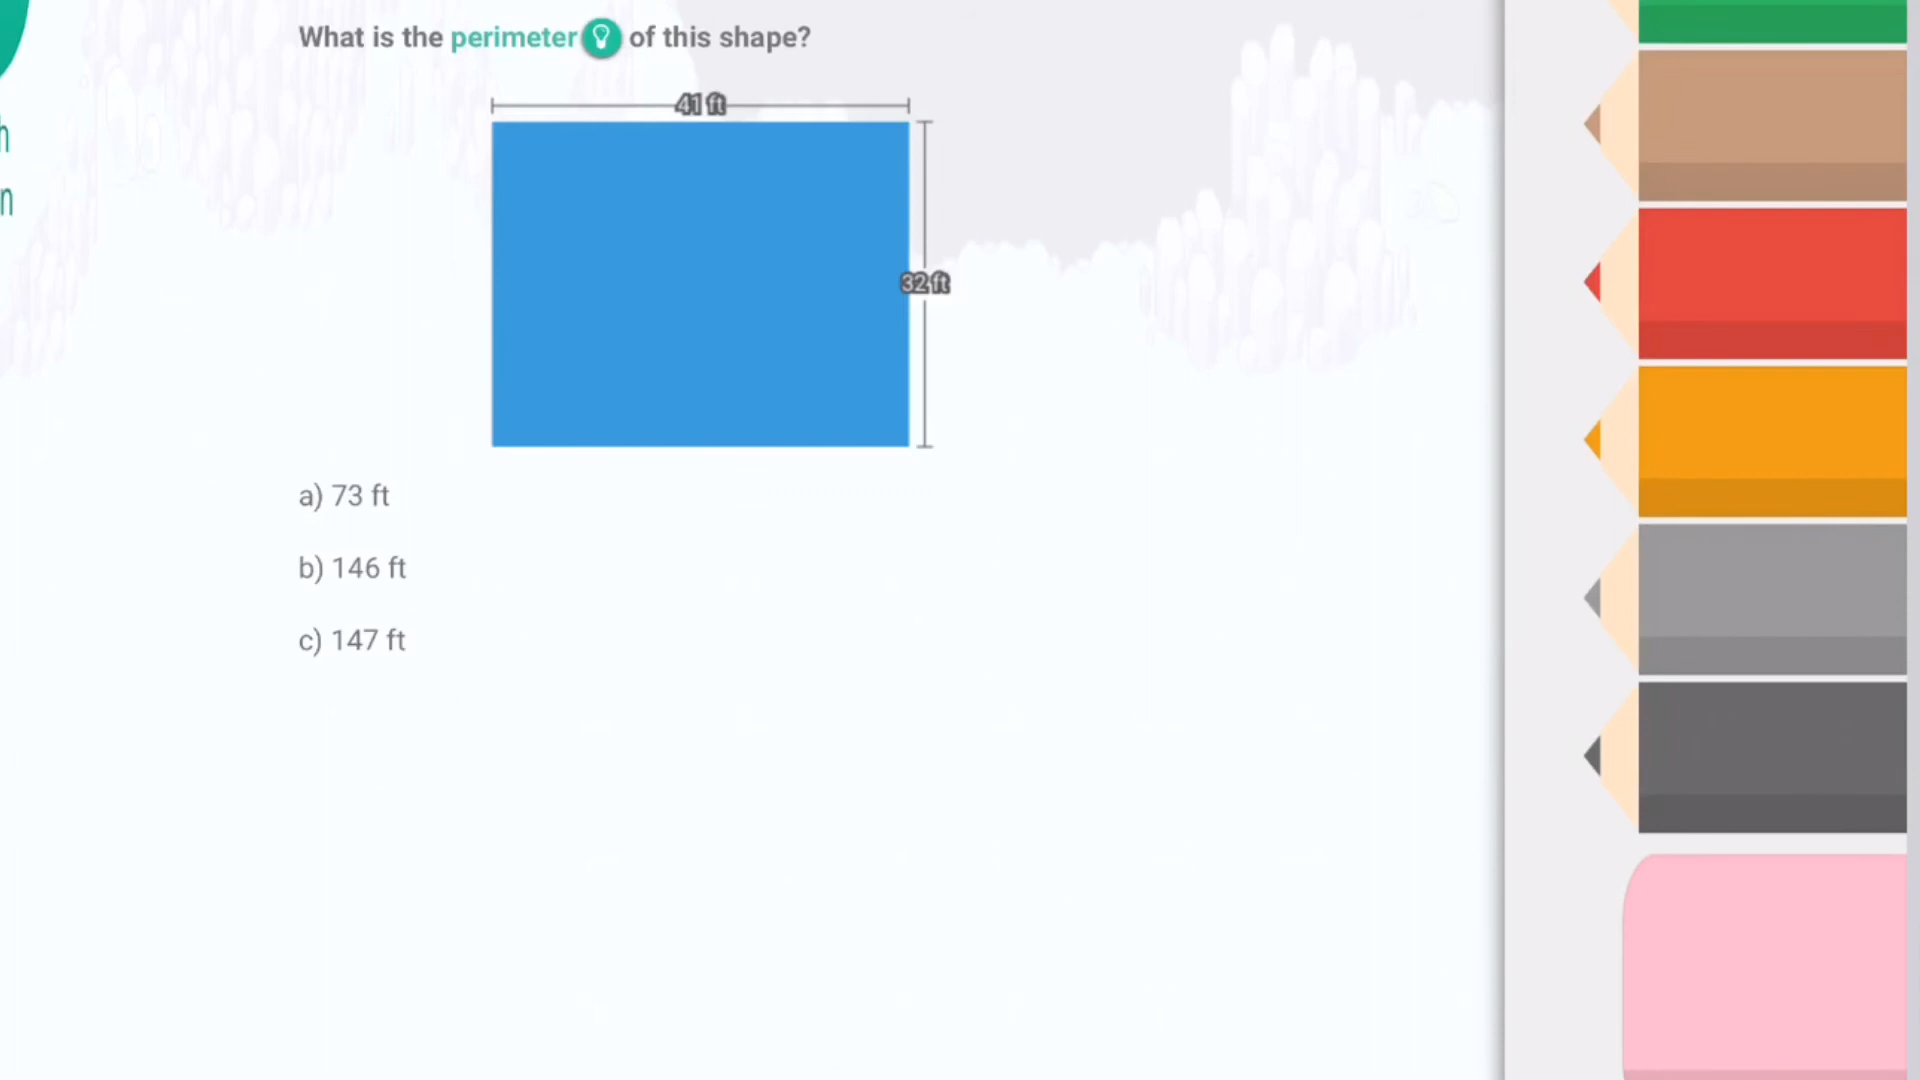 What is the perimeter of this shape?
41 ft
32 ft
h
n
a) 73 ft
b) 146 ft
c) 147 ft